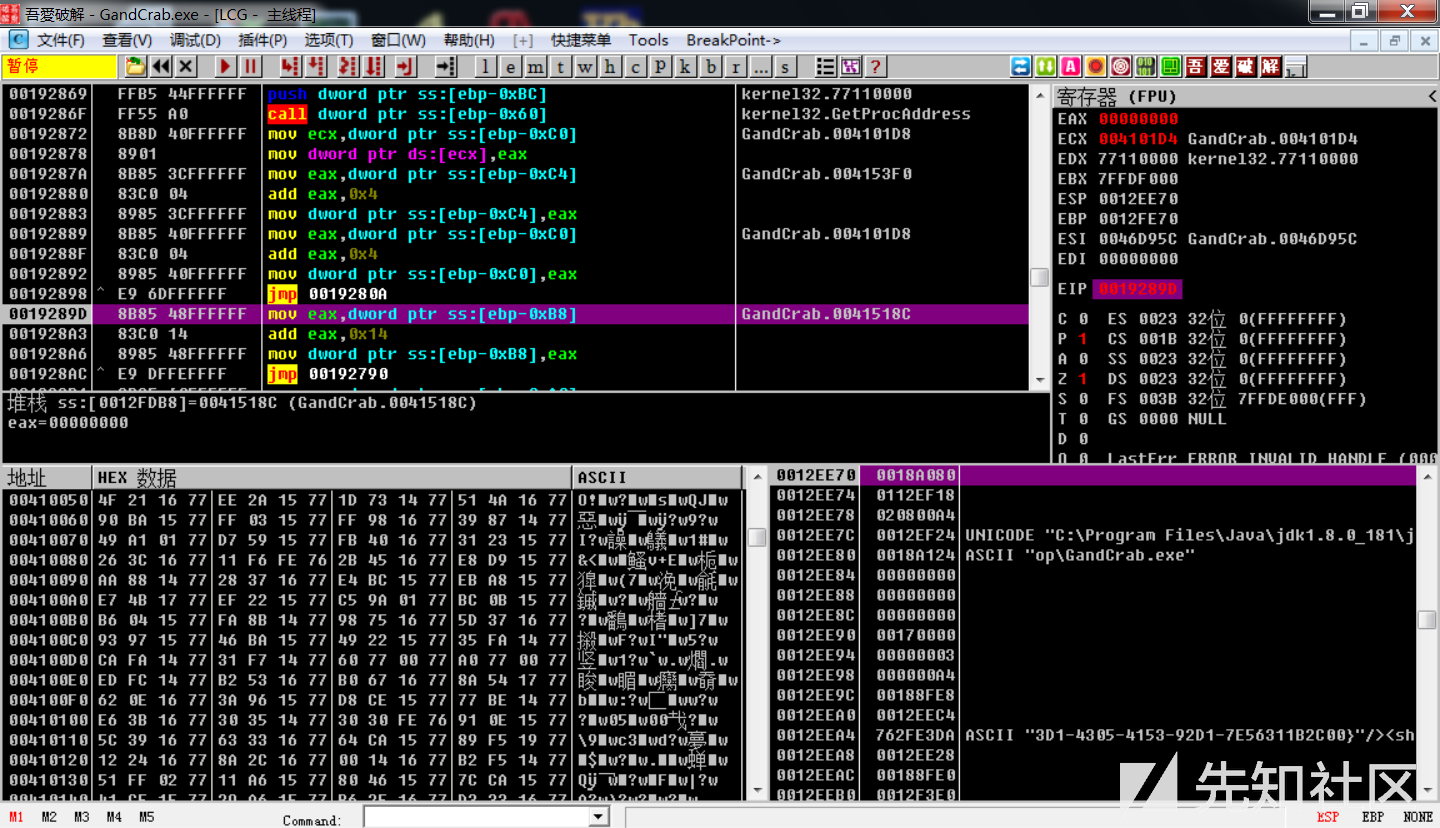 吾愛破解 - GandCrab.exe - [LCG - 主线程]
文件(F) 查看(V) 调试(D) 插件(P) 选项(T) 窗口(W) 帮助(H) [+] 快捷菜单 Tools BreakPoint->
暂停 l e m t w h c p k b r ... s ? 吾 爱 破 解
00192869 FFB5 44FFFFFF push dword ptr ss:[ebp-0xBC] kernel32.77110000
0019286F FF55 A0 call dword ptr ss:[ebp-0x60] kernel32.GetProcAddress
00192872 8B8D 40FFFFFF mov ecx,dword ptr ss:[ebp-0xC0] GandCrab.004101D8
00192878 8901 mov dword ptr ds:[ecx],eax
0019287A 8B85 3CFFFFFF mov eax,dword ptr ss:[ebp-0xC4] GandCrab.004153F0
00192880 83C0 04 add eax,0x4
00192883 8985 3CFFFFFF mov dword ptr ss:[ebp-0xC4],eax
00192889 8B85 40FFFFFF mov eax,dword ptr ss:[ebp-0xC0] GandCrab.004101D8
0019288F 83C0 04 add eax,0x4
00192892 8985 40FFFFFF mov dword ptr ss:[ebp-0xC0],eax
00192898 ^ E9 6DFFFFFF jmp 0019280A
0019289D 8B85 48FFFFFF mov eax,dword ptr ss:[ebp-0xB8] GandCrab.0041518C
001928A3 83C0 14 add eax,0x14
001928A6 8985 48FFFFFF mov dword ptr ss:[ebp-0xB8],eax
001928AC ^ E9 DFFEFFFF jmp 00192790
寄存器 (FPU) <
EAX 00000000
ECX 004101D4 GandCrab.004101D4
EDX 77110000 kernel32.77110000
EBX 7FFDF000
ESP 0012EE70
EBP 0012FE70
ESI 0046D95C GandCrab.0046D95C
EDI 00000000
EIP 0019289D
C 0 ES 0023 32位 0(FFFFFFFF)
P 1 CS 001B 32位 0(FFFFFFFF)
A 0 SS 0023 32位 0(FFFFFFFF)
Z 1 DS 0023 32位 0(FFFFFFFF)
S 0 FS 003B 32位 7FFDE000(FFF)
T 0 GS 0000 NULL
D 0
O 0 LastErr ERROR_INVALID_HANDLE (000
堆栈 ss:[0012FDB8]=0041518C (GandCrab.0041518C)
eax=00000000
地址 HEX 数据 ASCII
00410050 4F 21 16 77 EE 2A 15 77 1D 73 14 77 51 4A 16 77
00410060 90 BA 15 77 FF 03 15 77 FF 98 16 77 39 87 14 77
00410070 49 A1 01 77 D7 59 15 77 FB 40 16 77 31 23 15 77
00410080 26 3C 16 77 11 F6 FE 76 2B 45 16 77 E8 D9 15 77
00410090 AA 88 14 77 28 37 16 77 E4 BC 15 77 EB A8 15 77
004100A0 E7 4B 17 77 EF 22 15 77 C5 9A 01 77 BC 0B 15 77
004100B0 B6 04 15 77 FA 8B 14 77 98 75 16 77 5D 37 16 77
004100C0 93 97 15 77 46 BA 15 77 49 22 15 77 35 FA 14 77
004100D0 CA FA 14 77 31 F7 14 77 60 77 00 77 A0 77 00 77
004100E0 ED FC 14 77 B2 53 16 77 B0 67 16 77 8A 54 17 77
004100F0 62 0E 16 77 3A 96 15 77 D8 CE 15 77 77 BE 14 77
00410100 E6 3B 16 77 30 35 14 77 30 30 FE 76 91 0E 15 77
00410110 5C 39 16 77 63 33 16 77 64 CA 15 77 89 F5 19 77
00410120 12 24 16 77 8A 2C 16 77 00 14 16 77 B2 F5 14 77
00410130 51 FF 02 77 11 A6 15 77 80 46 15 77 7C CA 15 77
0012EE70 0018A080
0012EE74 0112EF18
0012EE78 020800A4
0012EE7C 0012EF24 UNICODE "C:\Program Files\Java\jdk1.8.0_181\j
0012EE80 0018A124 ASCII "op\GandCrab.exe"
0012EE84 00000000
0012EE88 00000000
0012EE8C 00000000
0012EE90 00170000
0012EE94 00000003
0012EE98 000000A4
0012EE9C 00188FE8
0012EEA0 0012EEC4
0012EEA4 762FE3DA ASCII "3D1-4305-4153-92D1-7E56311B2C00}"/><sh
0012EEA8 0012EE28
0012EEAC 00188FE0
0012EEB0 0012F3E0
先知社区
M1 M2 M3 M4 M5 Command: ESP EBP NONE